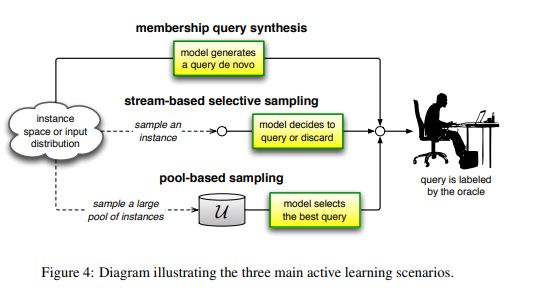 membership query synthesis
model generates
a query de novo
stream-based selective sampling
instance
space or input
distribution
sample an
instance
model decides to
query or discard
pool-based sampling
sample a large
pool of instances
U
model selects
the best query
query is labeled
by the oracle
Figure 4: Diagram illustrating the three main active learning scenarios.